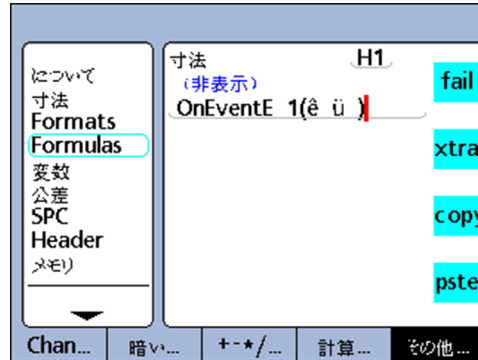 について
寸法
Formats
Formulas
変数
公差
SPC
Header
メモリ
寸法 H1
(非表示)
OnEventE 1(ê ü )
fail
xtra
copy
pste
Chan...
暗い...
+-*/...
計算...
その他...